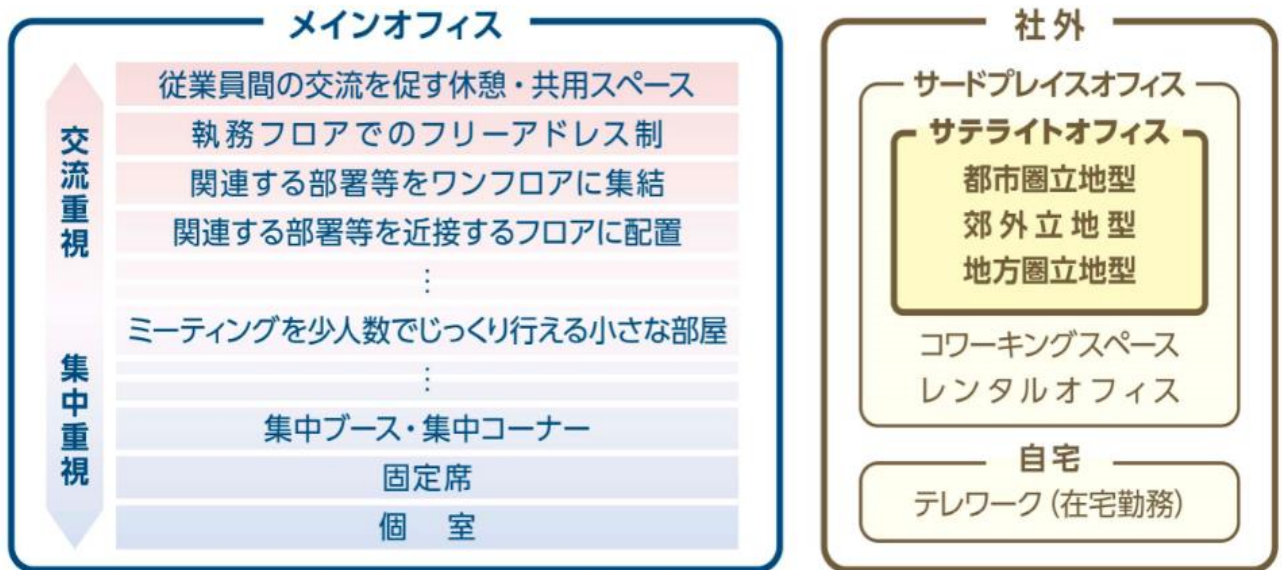 メインオフィス
交流重視
集中重視
従業員間の交流を促す休憩・共用スペース
執務フロアでのフリーアドレス制
関連する部署等をワンフロアに集結
関連する部署等を近接するフロアに配置
⋮
ミーティングを少人数でじっくり行える小さな部屋
⋮
集中ブース・集中コーナー
固定席
個 室
社外
サードプレイスオフィス
サテライトオフィス
都市圏立地型
郊外立地型
地方圏立地型
コワーキングスペース
レンタルオフィス
自宅
テレワーク(在宅勤務)